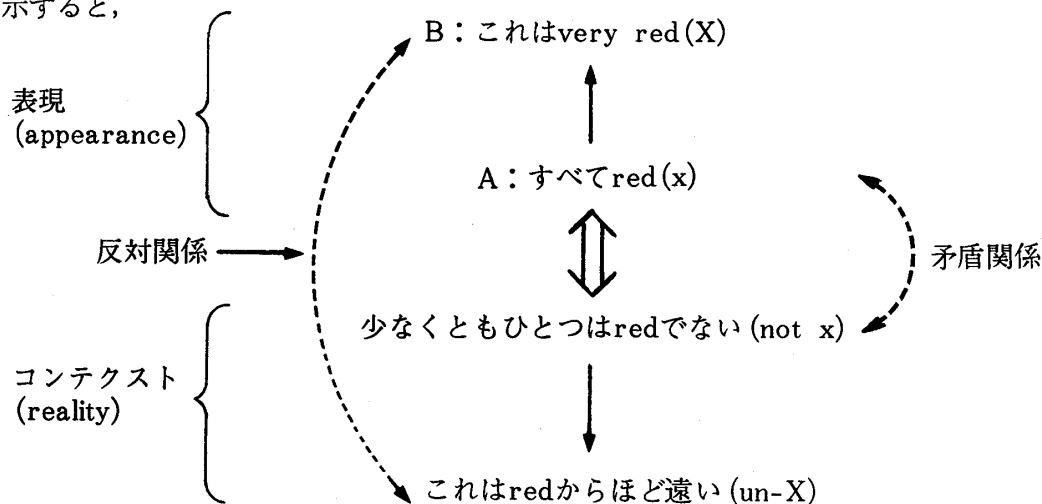 示すると，
B：これはvery red(X)
表現
(appearance)
A：すべてred(x)
反対関係
矛盾関係
少なくともひとつはredでない(not x)
コンテクスト
(reality)
これはredからほど遠い(un-X)